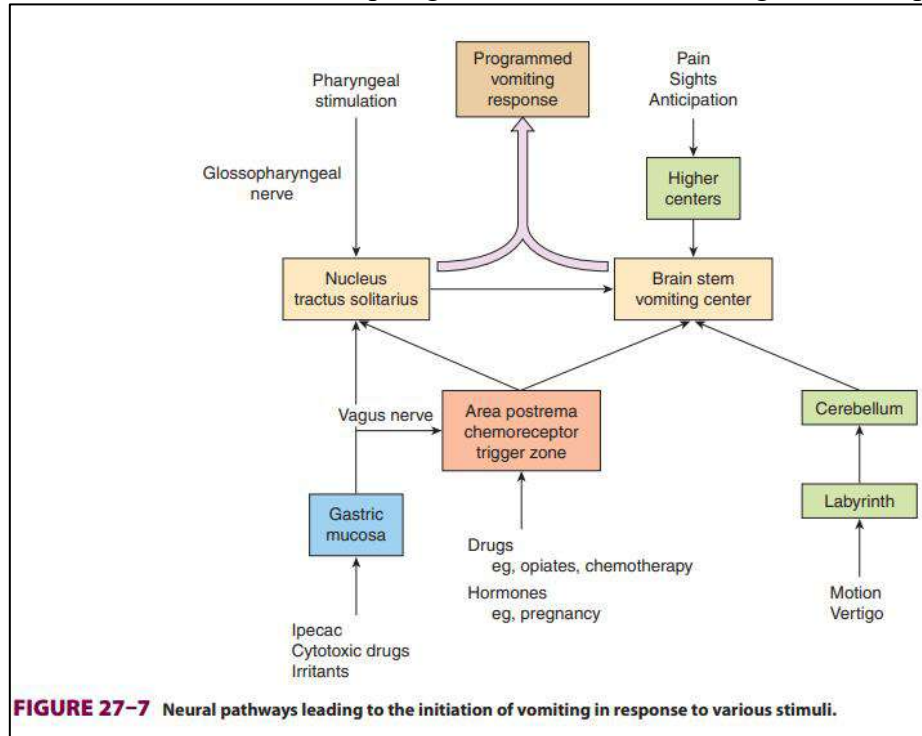 Programmed
vomiting
response
Pharyngeal
stimulation
Pain
Sights
Anticipation
Glossopharyngeal
nerve
Higher
centers
Nucleus
tractus solitarius
Brain stem
vomiting center
Vagus nerve
Area postrema
chemoreceptor
trigger zone
Cerebellum
Gastric
mucosa
Labyrinth
Drugs
eg, opiates, chemotherapy
Hormones
eg, pregnancy
Motion
Vertigo
Ipecac
Cytotoxic drugs
Irritants
FIGURE 27–7 Neural pathways leading to the initiation of vomiting in response to various stimuli.